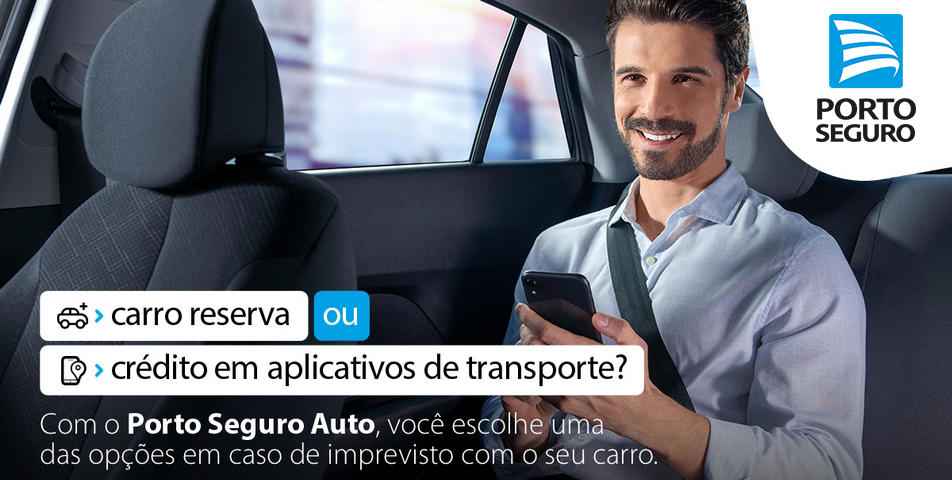 PORTO
SEGURO
carro reserva ou
crédito em aplicativos de transporte?
Com o Porto Seguro Auto, você escolhe uma
das opções em caso de imprevisto com o seu carro.